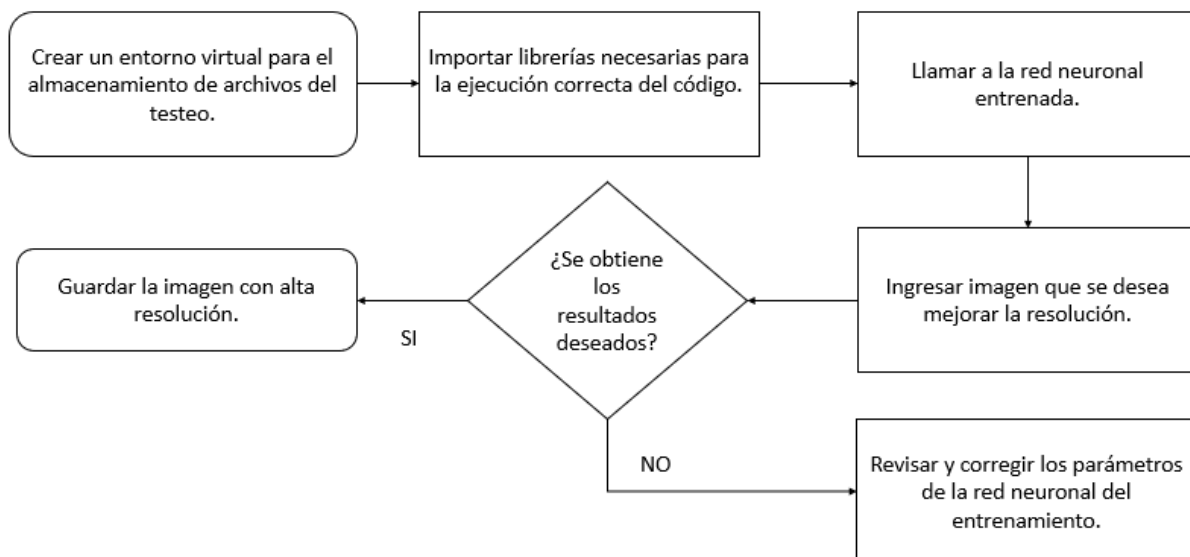 Crear un entorno virtual para el
almacenamiento de archivos del
testeo.
Importar librerías necesarias para
la ejecución correcta del código.
Llamar a la red neuronal
entrenada.
Ingresar imagen que se desea
mejorar la resolución.
¿Se obtiene
los
resultados
deseados?
SI
Guardar la imagen con alta
resolución.
NO
Revisar y corregir los parámetros
de la red neuronal del
entrenamiento.